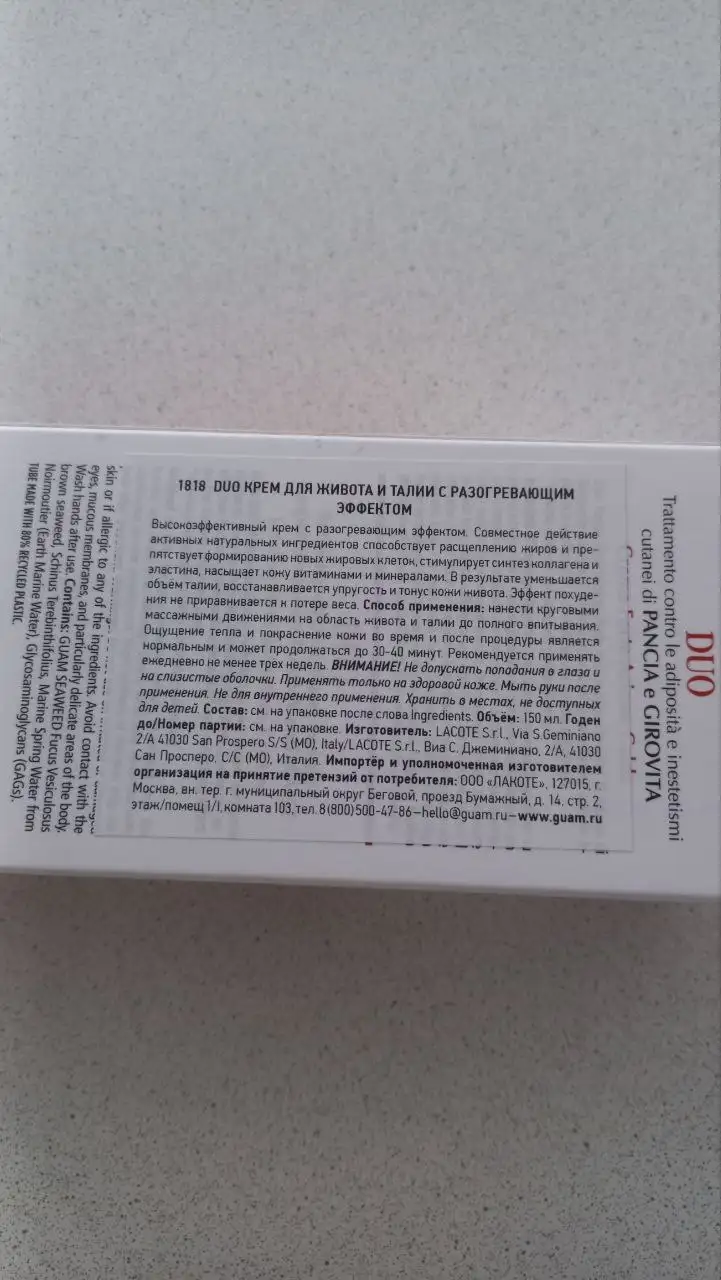 DUO
Trattamento contro le adiposità e inestetismi
cutanei di PANCIA e GIROVITA
1818 DUO КРЕМ ДЛЯ ЖИВОТА И ТАЛИИ С РАЗОГРЕВАЮЩИМ
ЭФФЕКТОМ
Высокоэффективный крем с разогревающим эффектом. Совместное действие
активных натуральных ингредиентов способствует расщеплению жиров и пре-
пятствует формированию новых жировых клеток, стимулирует синтез коллагена и
эластина, насыщает кожу витаминами и минералами. В результате уменьшается
объём талии, восстанавливается упругость и тонус кожи живота. Эффект похуде-
ния не приравнивается к потере веса. Способ применения: нанести круговыми
массажными движениями на область живота и талии до полного впитывания.
Ощущение тепла и покраснение кожи во время и после процедуры является
нормальным и может продолжаться до 30-40 минут. Рекомендуется применять
ежедневно не менее трех недель. ВНИМАНИЕ! Не допускать попадания в глаза и
на слизистые оболочки. Применять только на здоровой коже. Мыть руки после
применения. Не для внутреннего применения. Хранить в местах, не доступных
для детей. Состав: см. на упаковке после слова Ingredients. Объём: 150 мл. Годен
до/Номер партии: см. на упаковке. Изготовитель: LACOTE S.r.l., Via S.Geminiano
2/A 41030 San Prospero S/S (MO), Italy/LACOTE S.r.l., Виа С. Джеминиано, 2/A, 41030
Сан Просперо, С/С (МО), Италия. Импортёр и уполномоченная изготовителем
организация на принятие претензий от потребителя: ООО «ЛАКОТЕ», 127015, г.
Москва, вн. тер. г. муниципальный округ Беговой, проезд Бумажный, д. 14, стр. 2,
этаж/помещ 1/I, комната 103, тел. 8(800)500-47-86—hello@guam.ru—www.guam.ru
skin or if allergic to any of the ingredients. Avoid contact with the
eyes, mucous membranes, and particularly delicate areas of the body.
Wash hands after use. Contains: GUAM SEAWEED Fucus Vesiculosus
brown seaweed, Schinus Terebinthifolius, Marine Spring Water from
Noirmoutier (Earth Marine Water), Glycosaminoglycans (GAGs).
TUBE MADE WITH 80% RECYCLED PLASTIC.